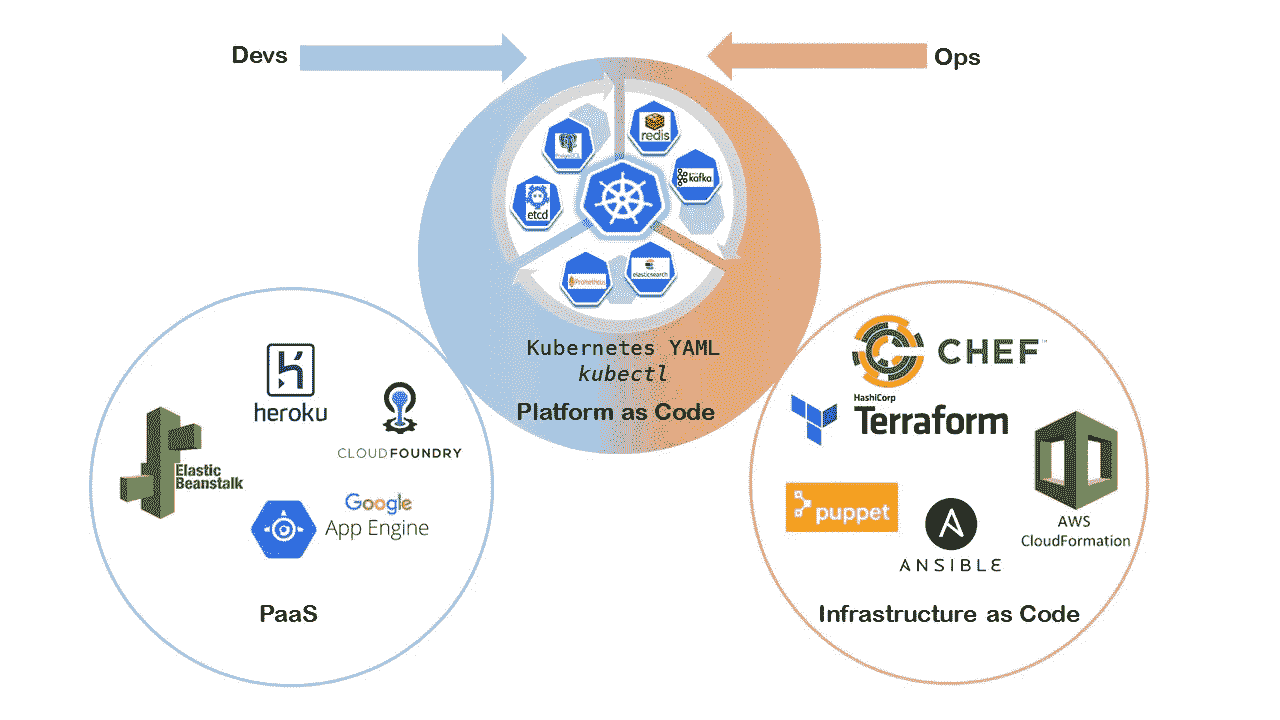 Devs
Ops
redis
kafka
etcd
Prometheus
elasticsearch
Kubernetes YAML
kubectl
Platform as Code
heroku
CLOUDFOUNDRY
Elastic
Beanstalk
Google
App Engine
PaaS
CHEF
HashiCorp
Terraform
puppet
ANSIBLE
AWS
CloudFormation
Infrastructure as Code